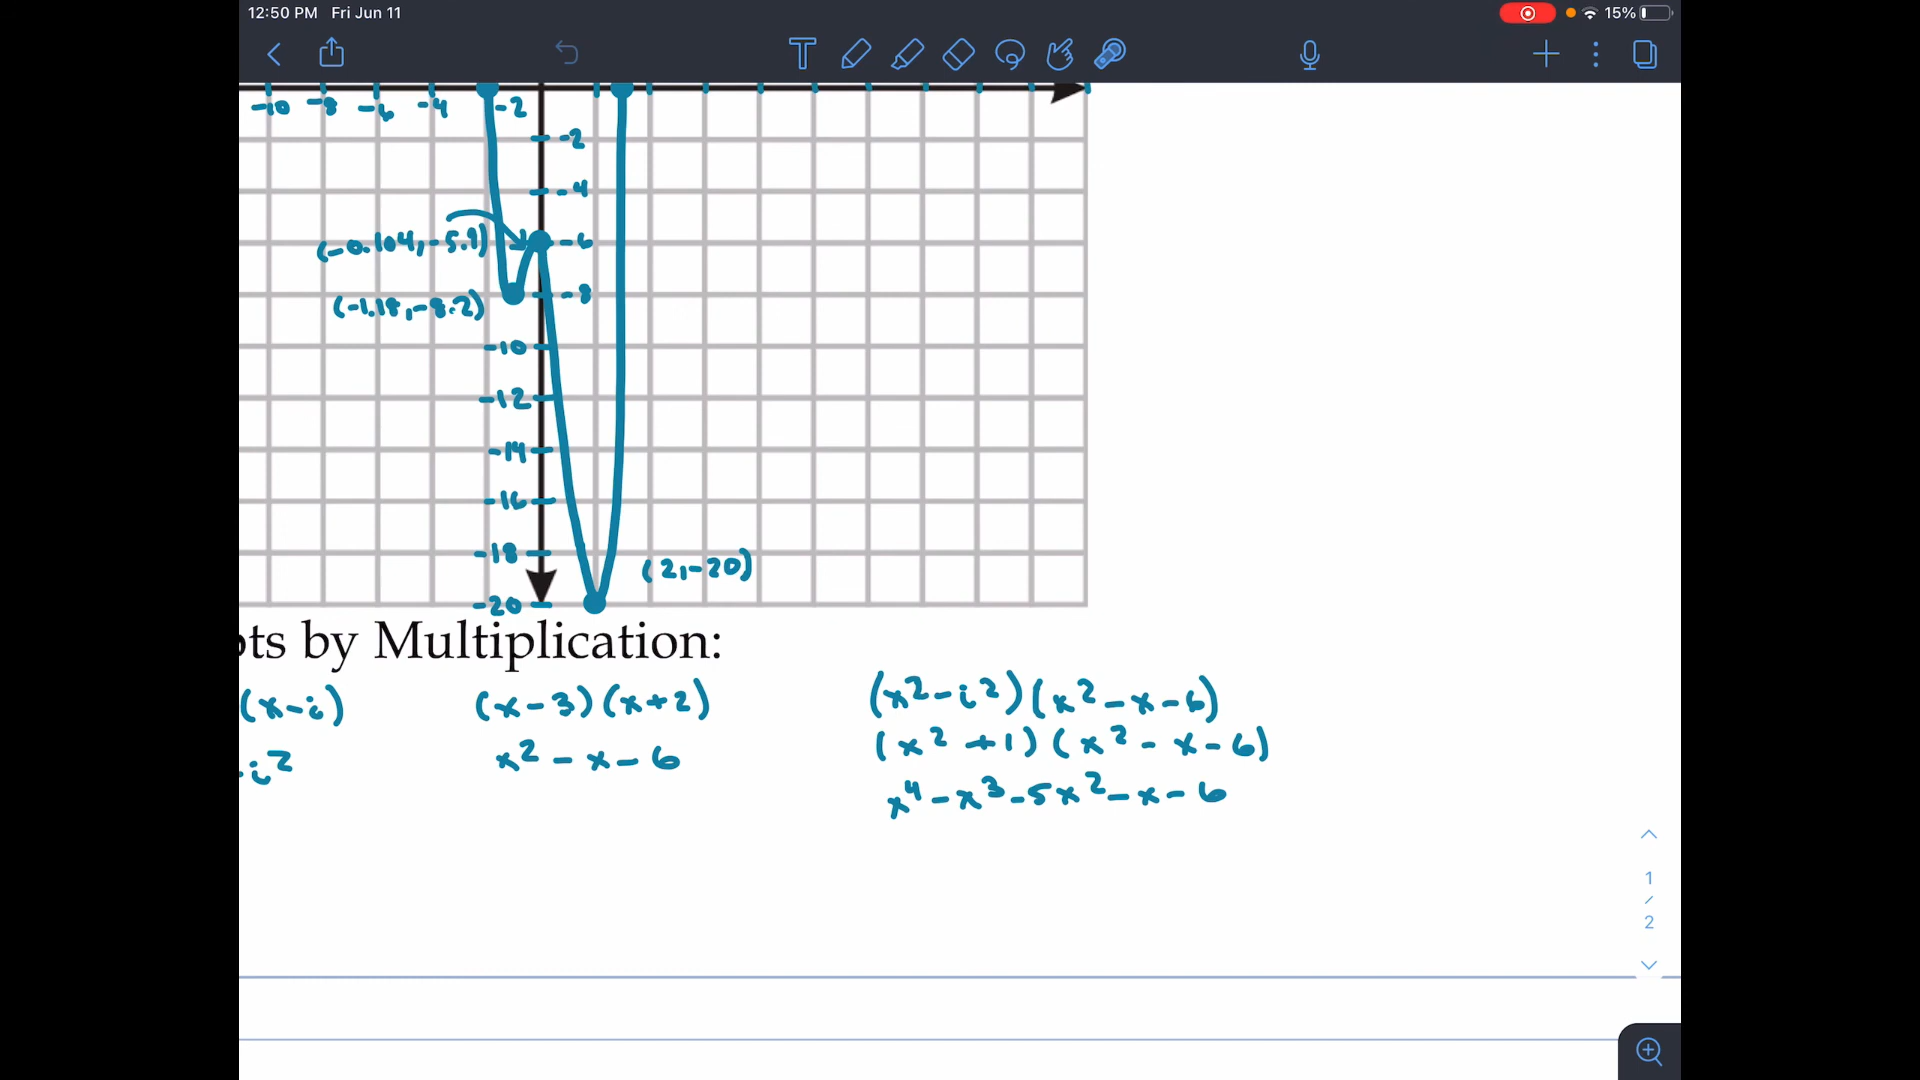 12:50 PM Fri Jun 11
15%
-10 -8 -6 -4 -2
-2
-4
(-0.104, -5.9) -6
(-1.18, -8.2) -8
-10
-12
-14
-16
-18
(2, -20)
-20
ots by Multiplication:
(x-i) (x-3)(x+2) (x²-i²)(x²-x-6)
-i² x²-x-6 (x²+1)(x²-x-6)
x⁴-x³-5x²-x-6
1
/
2